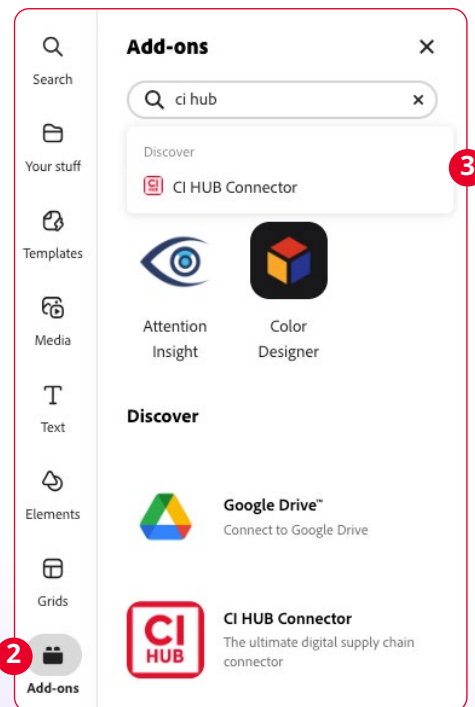 Search
Your stuff
Templates
Media
Text
Elements
Grids
2
Add-ons
Add-ons
ci hub
Discover
CI HUB Connector
3
Attention
Insight
Color
Designer
Discover
Google Drive™
Connect to Google Drive
CI
HUB
CI HUB Connector
The ultimate digital supply chain
connector